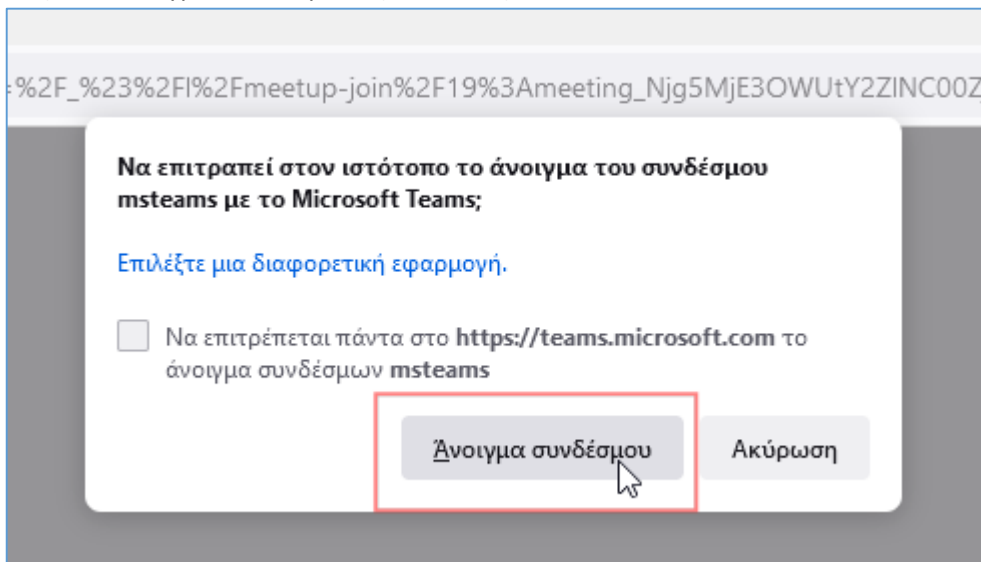 %2F_%23%2Fl%2Fmeetup-join%2F19%3Ameeting_Njg5MjE3OWUtY2ZlNC00Z
Να επιτραπεί στον ιστότοπο το άνοιγμα του συνδέσμου
msteams με το Microsoft Teams;
Επιλέξτε μια διαφορετική εφαρμογή.
Να επιτρέπεται πάντα στο https://teams.microsoft.com το
άνοιγμα συνδέσμων msteams
Άνοιγμα συνδέσμου
Ακύρωση